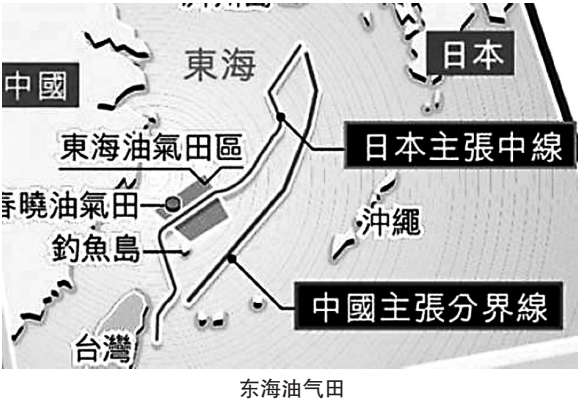 東海
日本
中國
日本主張中線
東海油氣田區
春曉油氣田
沖繩
釣魚島
中國主張分界線
台灣
东海油气田